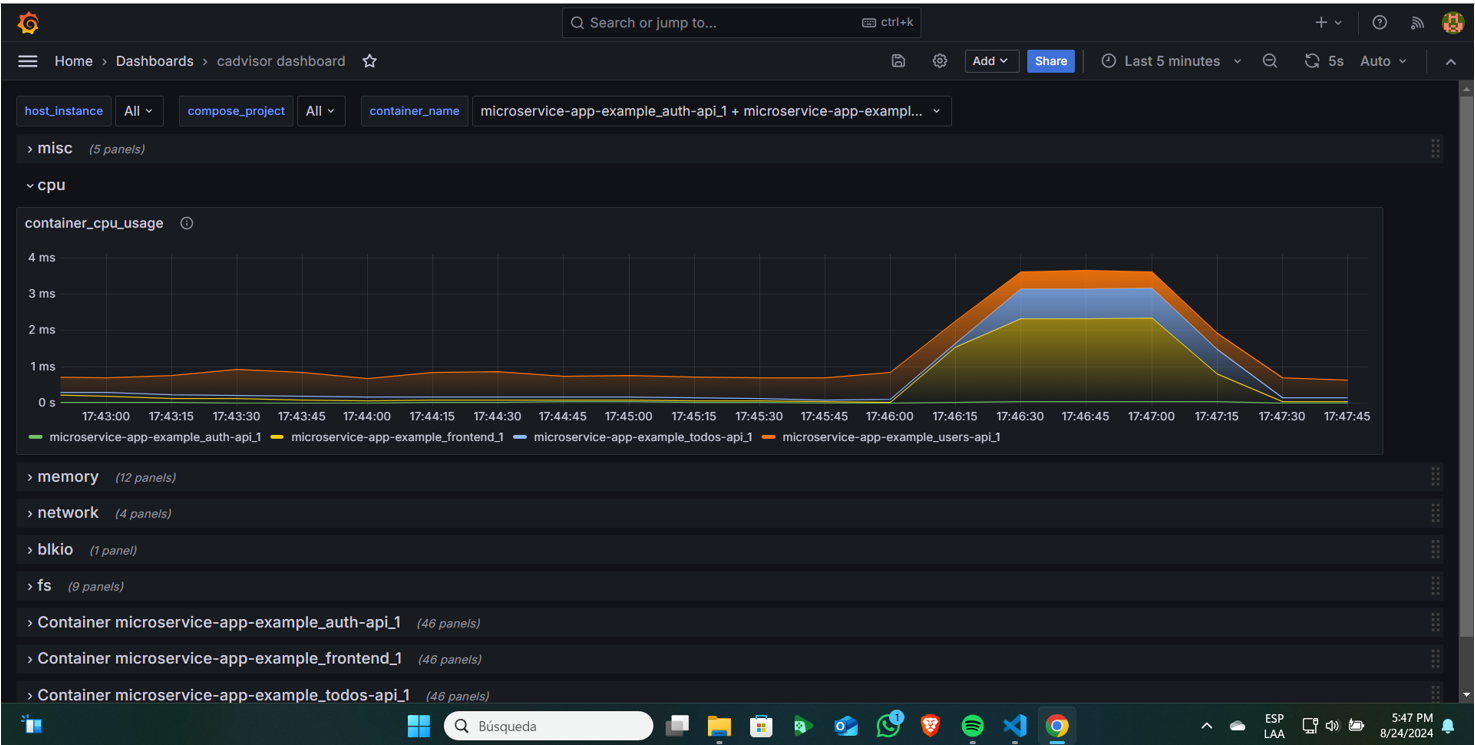 Search or jump to... ctrl+k
Home › Dashboards › cadvisor dashboard Add Share Last 5 minutes 5s Auto
host_instance All compose_project All container_name microservice-app-example_auth-api_1 + microservice-app-exampl...
misc (5 panels)
cpu
container_cpu_usage
4 ms
3 ms
2 ms
1 ms
0 s
17:43:00 17:43:15 17:43:30 17:43:45 17:44:00 17:44:15 17:44:30 17:44:45 17:45:00 17:45:15 17:45:30 17:45:45 17:46:00 17:46:15 17:46:30 17:46:45 17:47:00 17:47:15 17:47:30 17:47:45
microservice-app-example_auth-api_1 microservice-app-example_frontend_1 microservice-app-example_todos-api_1 microservice-app-example_users-api_1
memory (12 panels)
network (4 panels)
blkio (1 panel)
fs (9 panels)
Container microservice-app-example_auth-api_1 (46 panels)
Container microservice-app-example_frontend_1 (46 panels)
Container microservice-app-example_todos-api_1 (46 panels)
Búsqueda 1 ESP 5:47 PM
LAA 8/24/2024